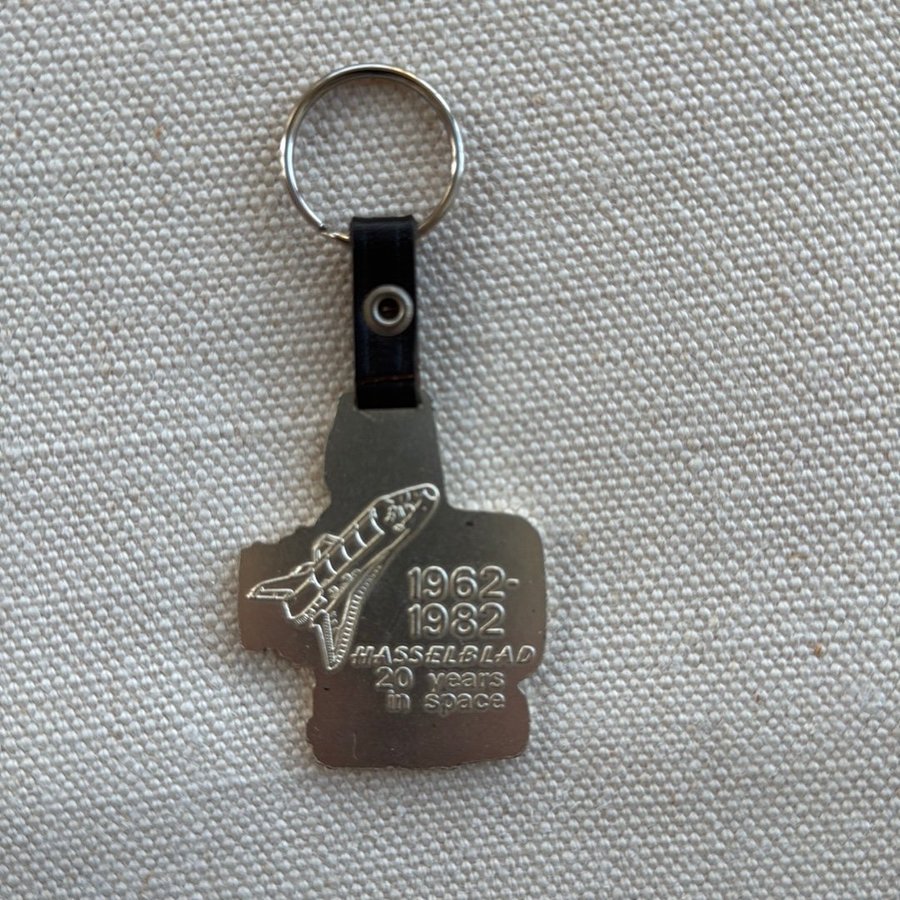 1962-
1982
HASSELBLAD
20 years
in space